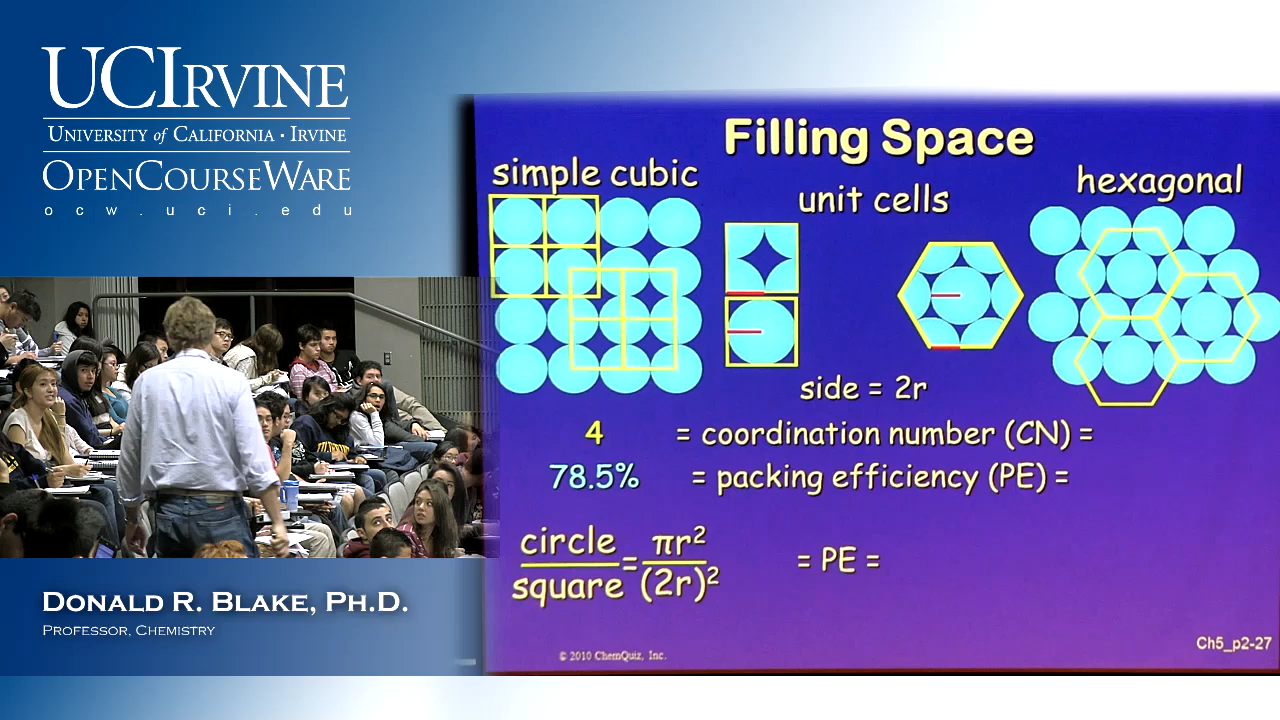 UCIRVINE
UNIVERSITY of CALIFORNIA · IRVINE
OPENCOURSEWARE
ocw.uci.edu
Filling Space
simple cubic
unit cells
hexagonal
side = 2r
4 = coordination number (CN) =
78.5% = packing efficiency (PE) =
circle/square = πr²/(2r)² = PE =
© 2010 ChemQuiz, Inc.
Ch5_p2-27
DONALD R. BLAKE, PH.D.
PROFESSOR, CHEMISTRY